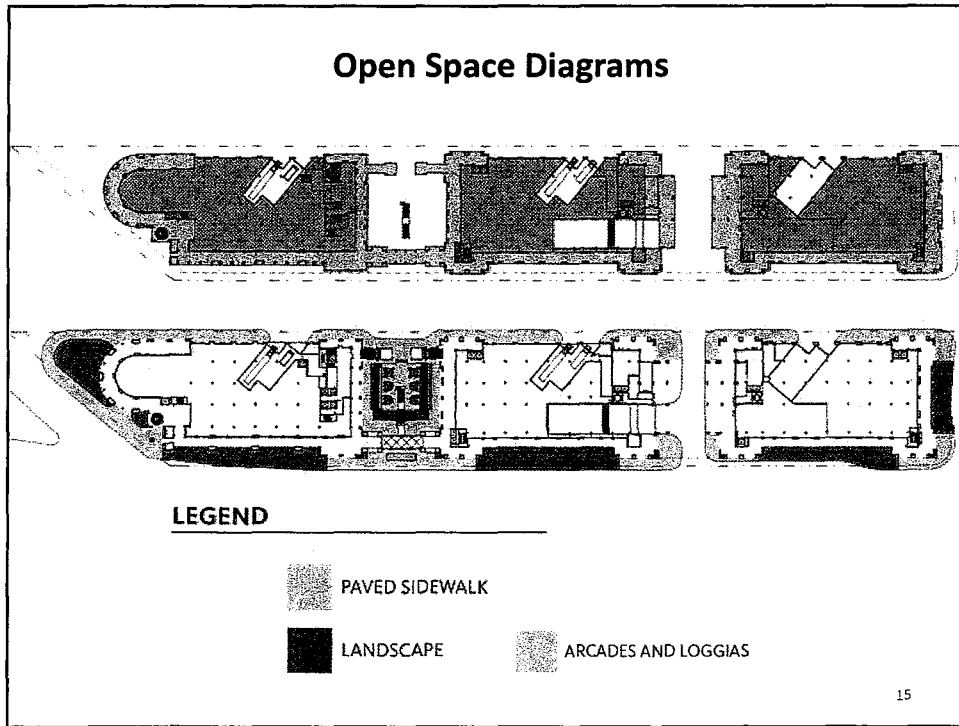 Open Space Diagrams
LEGEND
PAVED SIDEWALK
LANDSCAPE
ARCADES AND LOGGIAS
15